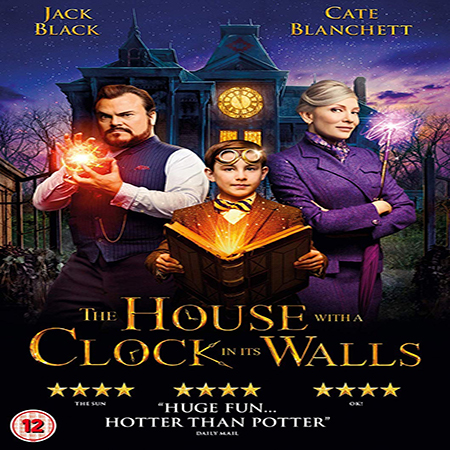 JACK
BLACK
CATE
BLANCHETT
THE HOUSE WITH A
CLOCK IN ITS WALLS
★★★★ ★★★★ ★★★★
THE SUN
OK!
"HUGE FUN...
HOTTER THAN POTTER"
DAILY MAIL
12